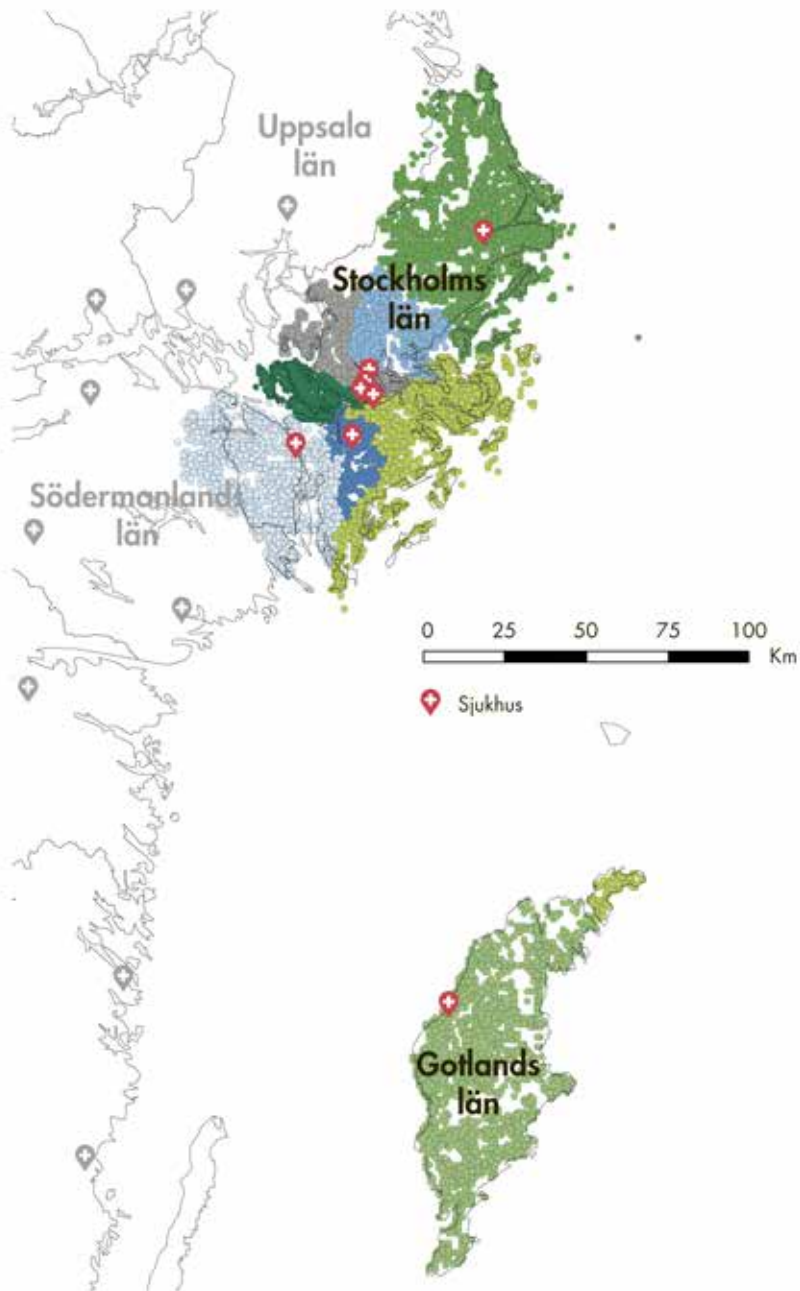 Uppsala
län
Stockholms
län
Södermanlands
län
0 25 50 75 100
Km
Sjukhus
Gotlands
län